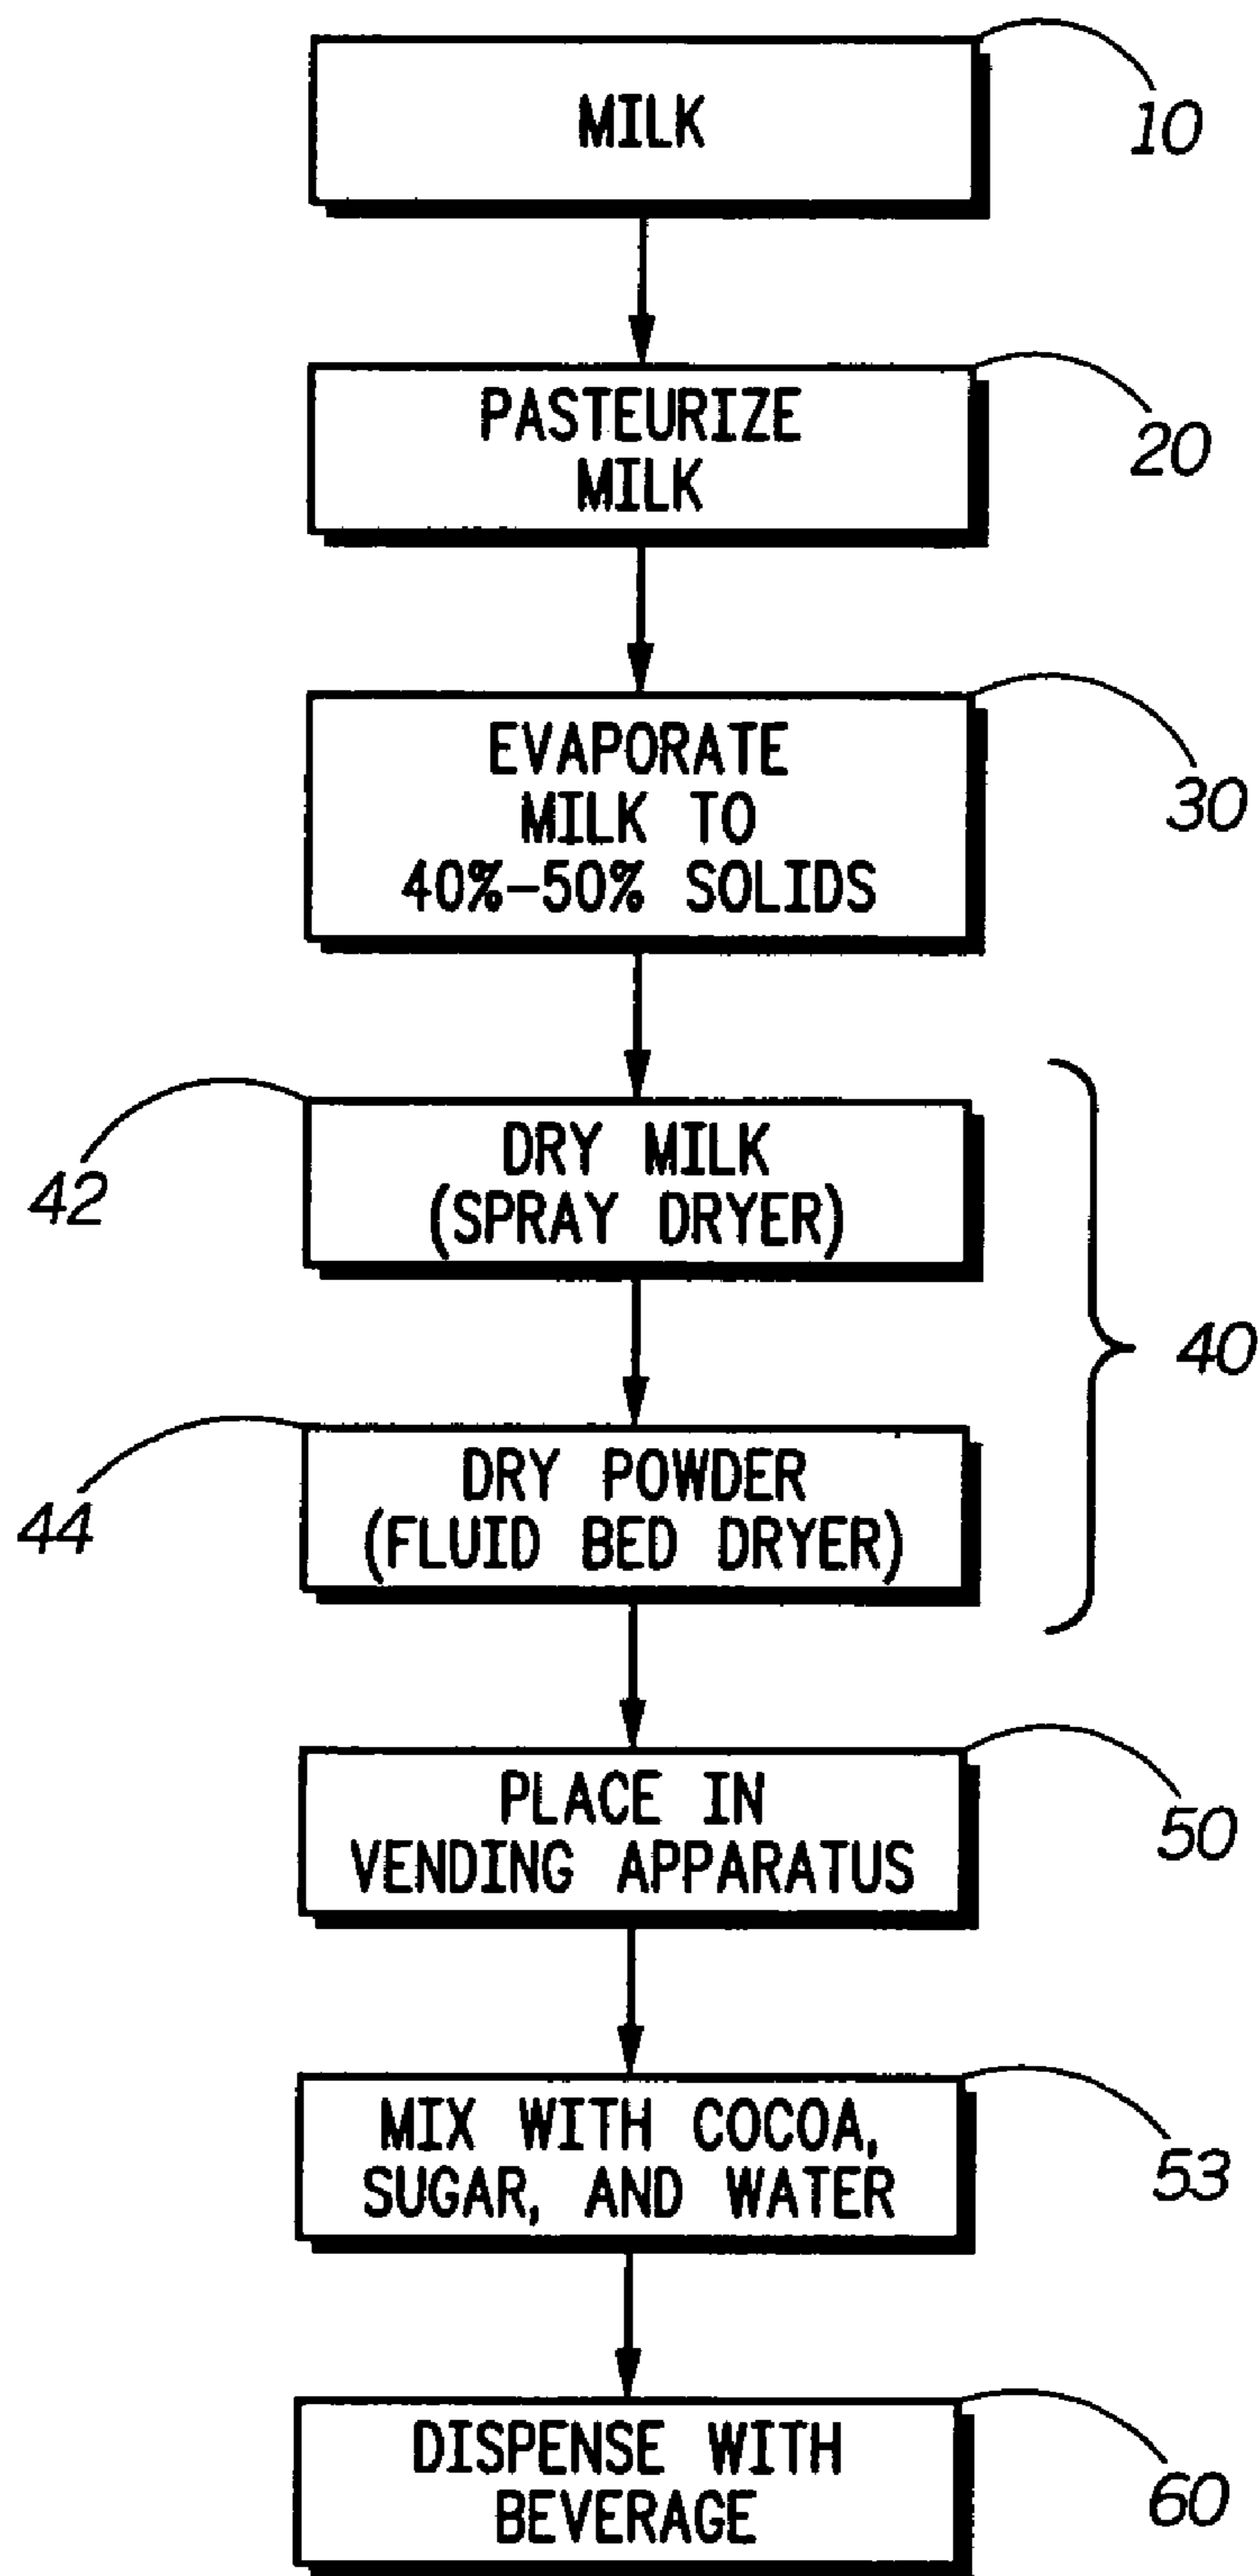 MILK
10
PASTEURIZE
MILK
20
EVAPORATE
MILK TO
40%-50% SOLIDS
30
42
DRY MILK
(SPRAY DRYER)
40
44
DRY POWDER
(FLUID BED DRYER)
PLACE IN
VENDING APPARATUS
50
MIX WITH COCOA,
SUGAR, AND WATER
53
DISPENSE WITH
BEVERAGE
60